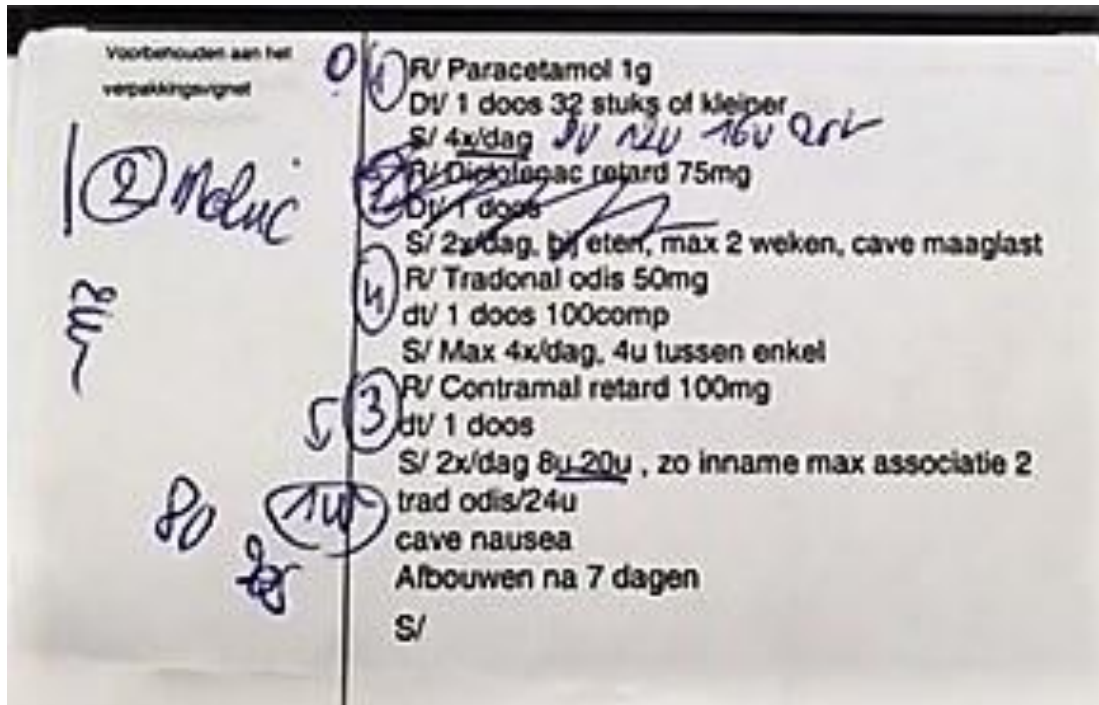 Voorbehouden aan het
verpakkingsvignet
R/ Paracetamol 1g
Dt/ 1 doos 32 stuks of kleiner
S/ 4x/dag 8u 12u 16u 20u
R/ Diclofenac retard 75mg
Dt/ 1 doos
S/ 2x/dag, bij eten, max 2 weken, cave maaglast
R/ Tradonal odis 50mg
dt/ 1 doos 100comp
S/ Max 4x/dag, 4u tussen enkel
3 R/ Contramal retard 100mg
dt/ 1 doos
S/ 2x/dag 8u 20u , zo inname max associatie 2
trad odis/24u
cave nausea
Afbouwen na 7 dagen
S/
2